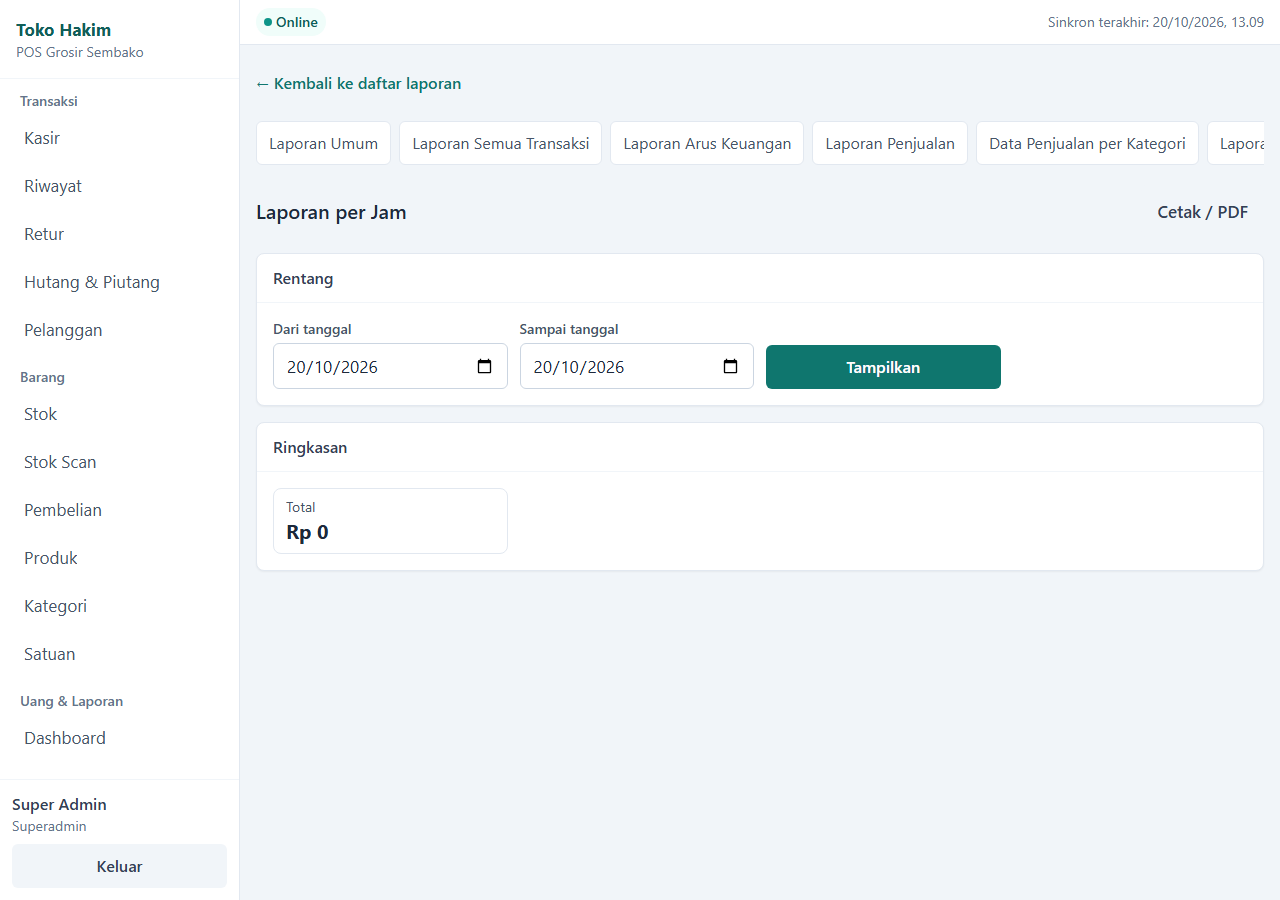 Toko Hakim
POS Grosir Sembako
Transaksi
Kasir
Riwayat
Retur
Hutang & Piutang
Pelanggan
Barang
Stok
Stok Scan
Pembelian
Produk
Kategori
Satuan
Uang & Laporan
Dashboard
Super Admin
Superadmin
Keluar
Online
Sinkron terakhir: 20/10/2026, 13.09
← Kembali ke daftar laporan
Laporan Umum
Laporan Semua Transaksi
Laporan Arus Keuangan
Laporan Penjualan
Data Penjualan per Kategori
Lapora
Laporan per Jam
Cetak / PDF
Rentang
Dari tanggal
20/10/2026
Sampai tanggal
20/10/2026
Tampilkan
Ringkasan
Total
Rp 0